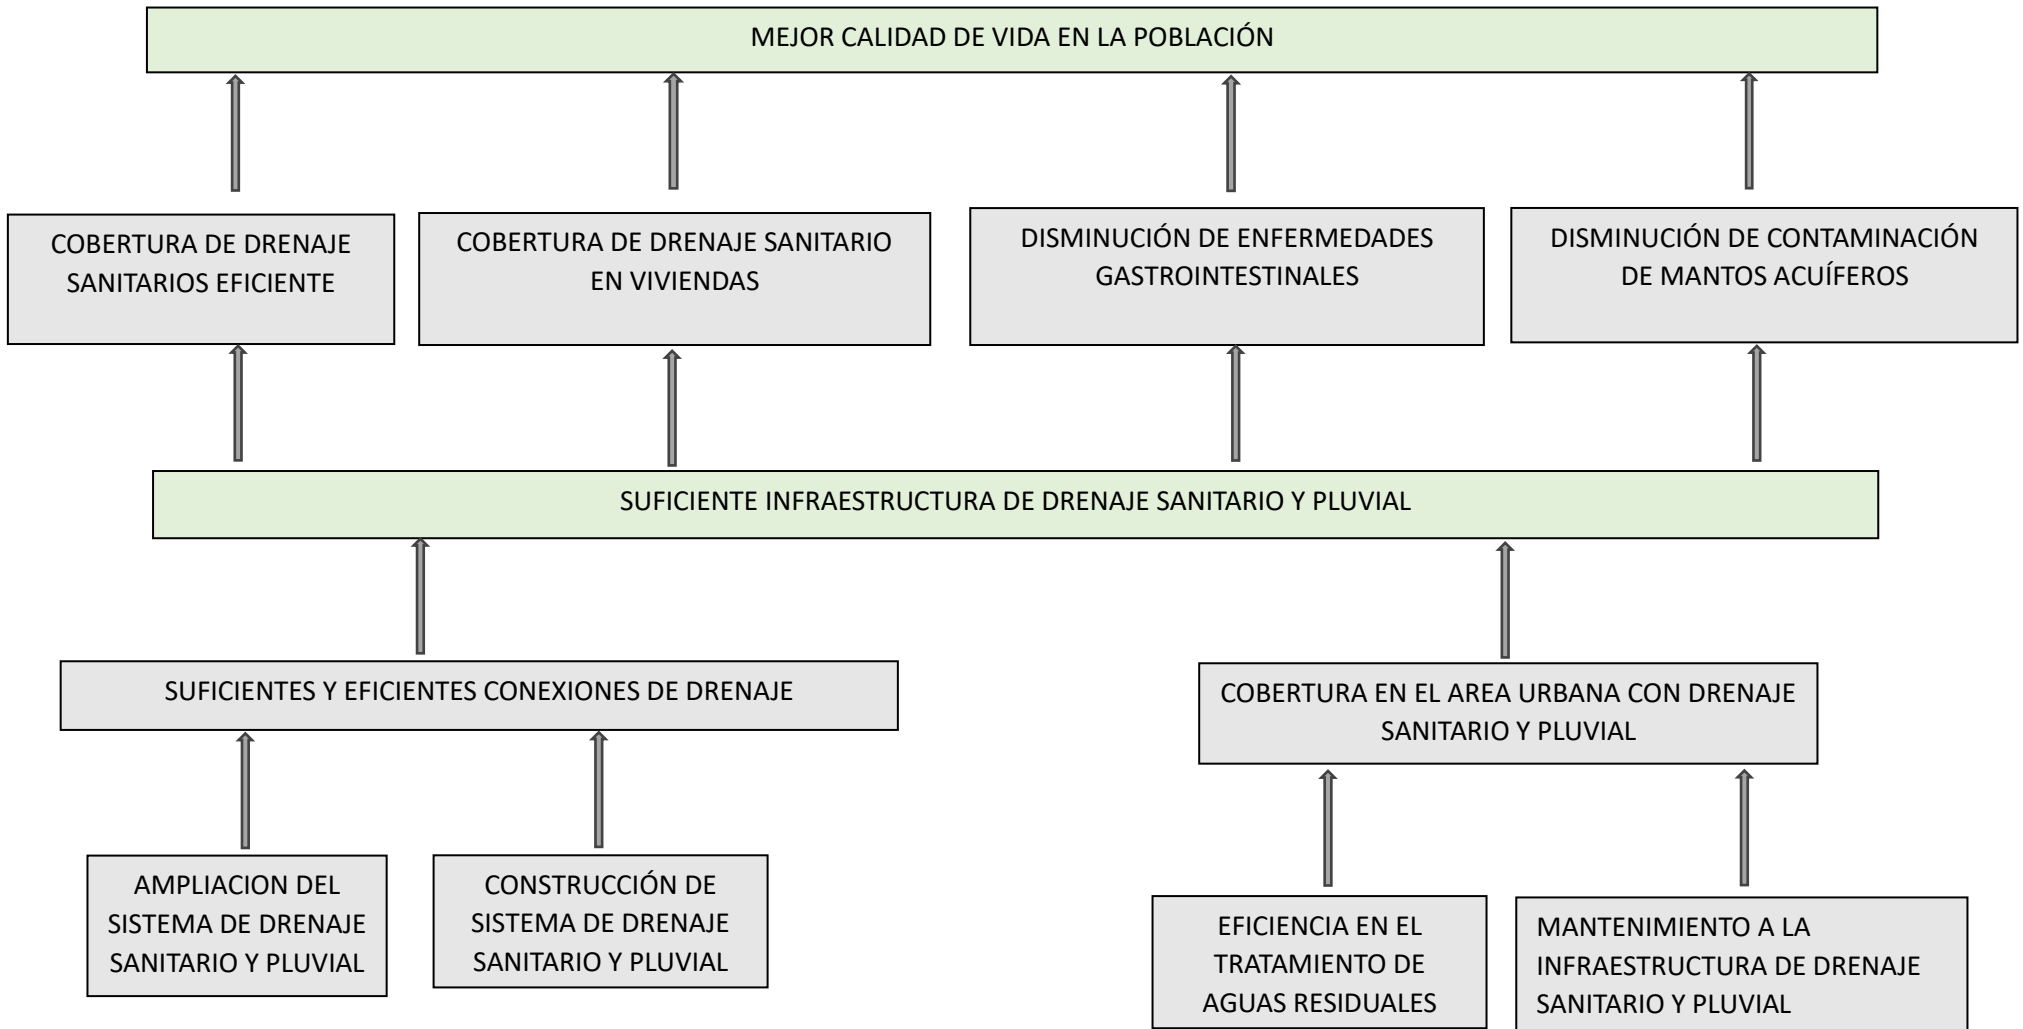 MEJOR CALIDAD DE VIDA EN LA POBLACIÓN
COBERTURA DE DRENAJE
SANITARIOS EFICIENTE
COBERTURA DE DRENAJE SANITARIO
EN VIVIENDAS
DISMINUCIÓN DE ENFERMEDADES
GASTROINTESTINALES
DISMINUCIÓN DE CONTAMINACIÓN
DE MANTOS ACUÍFEROS
SUFICIENTE INFRAESTRUCTURA DE DRENAJE SANITARIO Y PLUVIAL
SUFICIENTES Y EFICIENTES CONEXIONES DE DRENAJE
COBERTURA EN EL AREA URBANA CON DRENAJE
SANITARIO Y PLUVIAL
AMPLIACION DEL
SISTEMA DE DRENAJE
SANITARIO Y PLUVIAL
CONSTRUCCIÓN DE
SISTEMA DE DRENAJE
SANITARIO Y PLUVIAL
EFICIENCIA EN EL
TRATAMIENTO DE
AGUAS RESIDUALES
MANTENIMIENTO A LA
INFRAESTRUCTURA DE DRENAJE
SANITARIO Y PLUVIAL